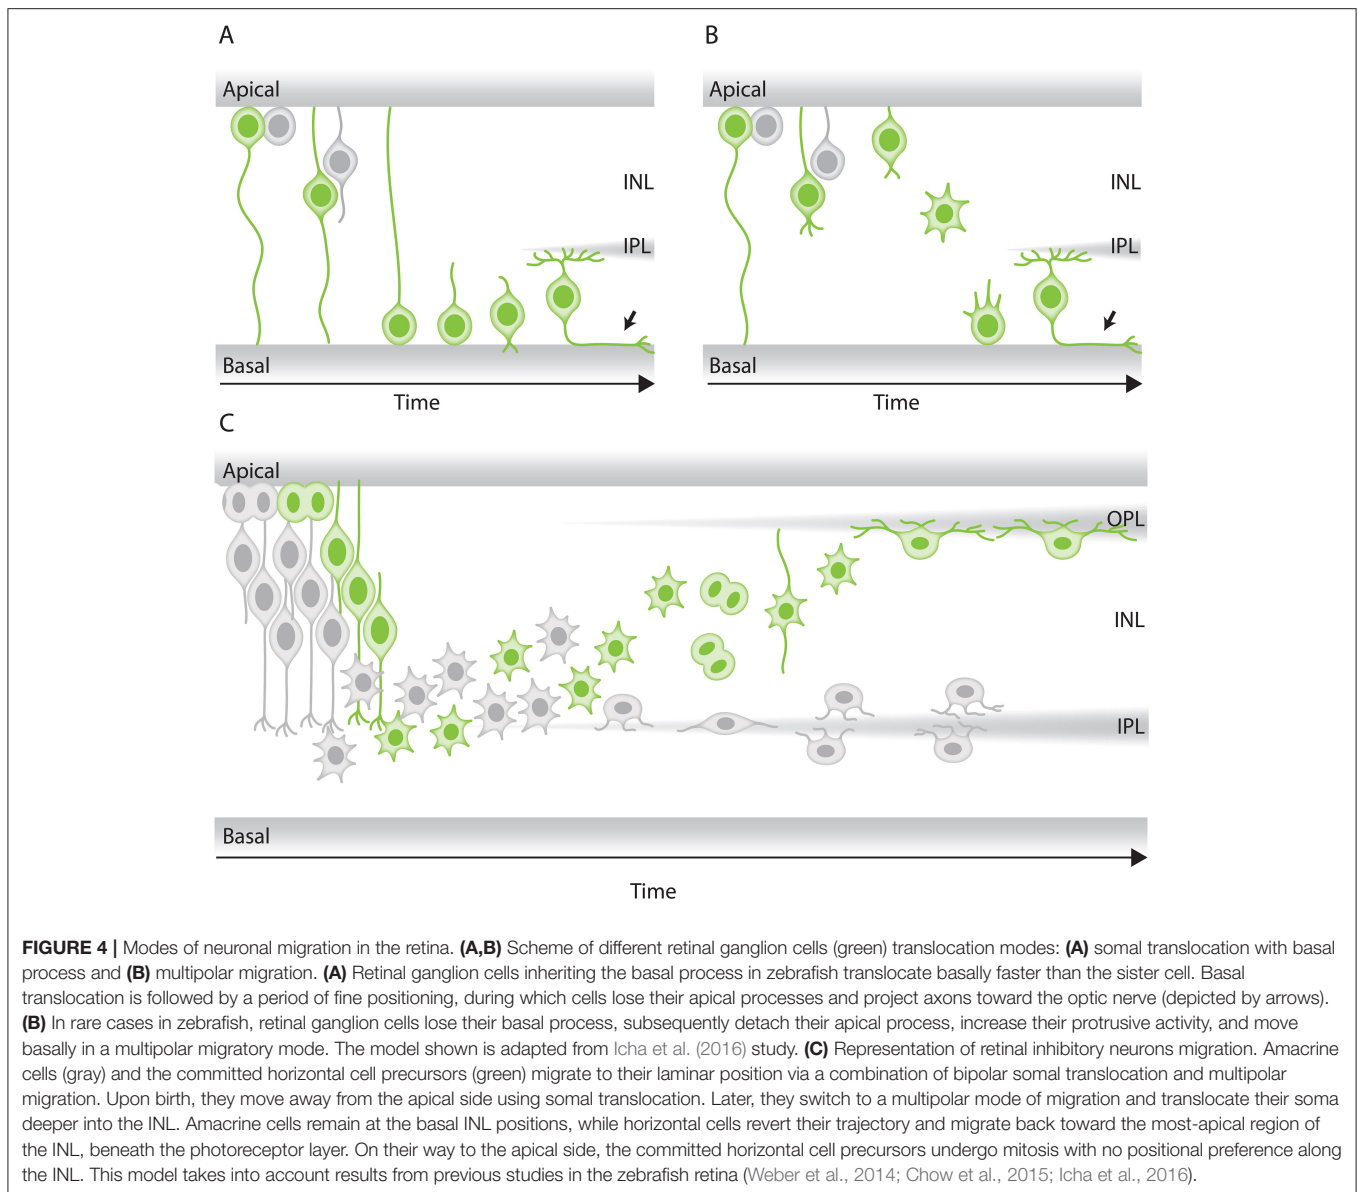 A
B
Apical
Apical
INL
INL
IPL
IPL
Basal
Basal
Time
Time
C
Apical
OPL
INL
IPL
Basal
Time
FIGURE 4 | Modes of neuronal migration in the retina. (A,B) Scheme of different retinal ganglion cells (green) translocation modes: (A) somal translocation with basal
process and (B) multipolar migration. (A) Retinal ganglion cells inheriting the basal process in zebrafish translocate basally faster than the sister cell. Basal
translocation is followed by a period of fine positioning, during which cells lose their apical processes and project axons toward the optic nerve (depicted by arrows).
(B) In rare cases in zebrafish, retinal ganglion cells lose their basal process, subsequently detach their apical process, increase their protrusive activity, and move
basally in a multipolar migratory mode. The model shown is adapted from Icha et al. (2016) study. (C) Representation of retinal inhibitory neurons migration. Amacrine
cells (gray) and the committed horizontal cell precursors (green) migrate to their laminar position via a combination of bipolar somal translocation and multipolar
migration. Upon birth, they move away from the apical side using somal translocation. Later, they switch to a multipolar mode of migration and translocate their soma
deeper into the INL. Amacrine cells remain at the basal INL positions, while horizontal cells revert their trajectory and migrate back toward the most-apical region of
the INL, beneath the photoreceptor layer. On their way to the apical side, the committed horizontal cell precursors undergo mitosis with no positional preference along
the INL. This model takes into account results from previous studies in the zebrafish retina (Weber et al., 2014; Chow et al., 2015; Icha et al., 2016).